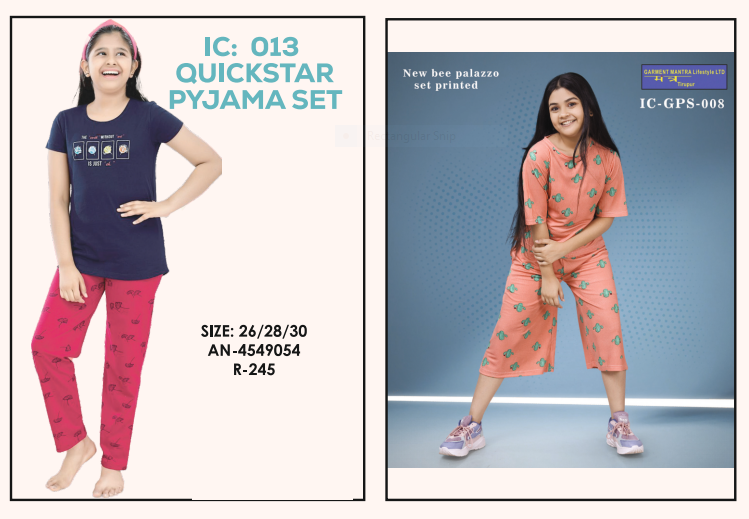 IC: 013
QUICKSTAR
PYJAMA SET
SIZE: 26/28/30
AN-4549054
R-245
New bee palazzo
set printed
GARMENT MANTRA Lifestyle LTD
Tirupur
IC-GPS-008